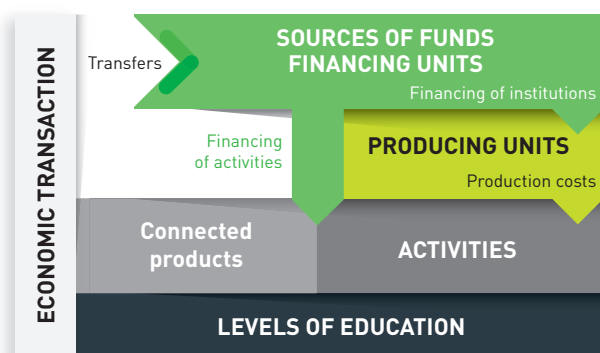 ECONOMIC TRANSACTION
Transfers
SOURCES OF FUNDS
FINANCING UNITS
Financing of institutions
Financing
of activities
PRODUCING UNITS
Production costs
Connected
products
ACTIVITIES
LEVELS OF EDUCATION